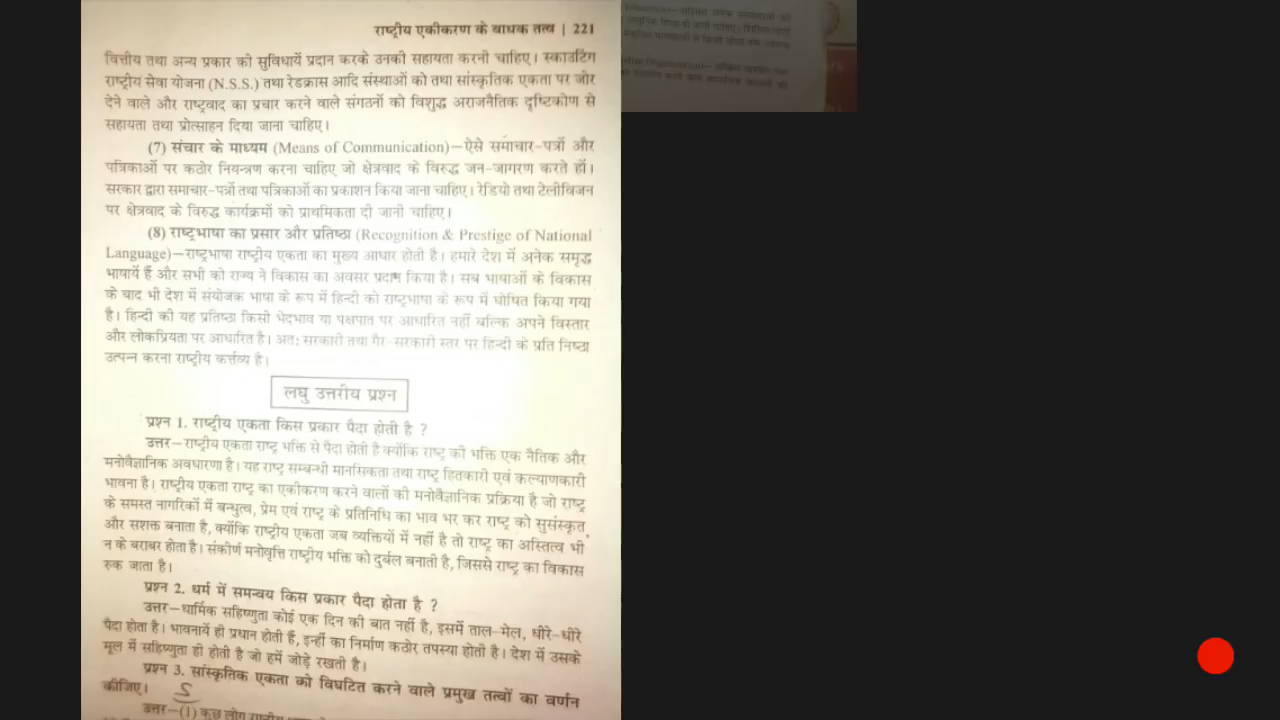 राष्ट्रीय एकीकरण के बाधक तत्व | 221
वित्तीय तथा अन्य प्रकार को सुविधायें प्रदान करके उनकी सहायता करनी चाहिए। स्काउटिंग
राष्ट्रीय सेवा योजना (N.S.S.) तथा रेडक्रास आदि संस्थाओं को तथा सांस्कृतिक एकता पर जोर
देने वाले और राष्ट्रवाद का प्रचार करने वाले संगठनों को विशुद्ध अराजनैतिक दृष्टिकोण से
सहायता तथा प्रोत्साहन दिया जाना चाहिए।
(7) संचार के माध्यम (Means of Communication)—ऐसे समाचार-पत्रों और
पत्रिकाओं पर कठोर नियन्त्रण करना चाहिए जो क्षेत्रवाद के विरुद्ध जन-जागरण करते हों।
सरकार द्वारा समाचार-पत्रों तथा पत्रिकाओं का प्रकाशन किया जाना चाहिए। रेडियो तथा टेलीविजन
पर क्षेत्रवाद के विरुद्ध कार्यक्रमों को प्राथमिकता दी जानी चाहिए।
(8) राष्ट्रभाषा का प्रसार और प्रतिष्ठा (Recognition & Prestige of National
Language)—राष्ट्रभाषा राष्ट्रीय एकता का मुख्य आधार होती है। हमारे देश में अनेक समृद्ध
भाषायें हैं और सभी को राज्य ने विकास का अवसर प्रदान किया है। सब भाषाओं के विकास
के बाद भी देश में संयोजक भाषा के रूप में हिन्दी को राष्ट्रभाषा के रूप में घोषित किया गया
है। हिन्दी की यह प्रतिष्ठा किसी भेदभाव या पक्षपात पर आधारित नहीं बल्कि अपने विस्तार
और लोकप्रियता पर आधारित है। अतः सरकारी तथा गैर-सरकारी स्तर पर हिन्दी के प्रति निष्ठा
उत्पन्न करना राष्ट्रीय कर्त्तव्य है।
लघु उत्तरीय प्रश्न
प्रश्न 1. राष्ट्रीय एकता किस प्रकार पैदा होती है ?
उत्तर—राष्ट्रीय एकता राष्ट्र भक्ति से पैदा होती है क्योंकि राष्ट्र की भक्ति एक नैतिक और
मनोवैज्ञानिक अवधारणा है। यह राष्ट्र सम्बन्धी मानसिकता तथा राष्ट्र हितकारी एवं कल्याणकारी
भावना है। राष्ट्रीय एकता राष्ट्र का एकीकरण करने वालों की मनोवैज्ञानिक प्रक्रिया है जो राष्ट्र
के समस्त नागरिकों में बन्धुत्व, प्रेम एवं राष्ट्र के प्रतिनिधि का भाव भर कर राष्ट्र को सुसंस्कृत,
और सशक्त बनाता है, क्योंकि राष्ट्रीय एकता जब व्यक्तियों में नहीं है तो राष्ट्र का अस्तित्व भी
न के बराबर होता है। संकीर्ण मनोवृत्ति राष्ट्रीय भक्ति को दुर्बल बनाती है, जिससे राष्ट्र का विकास
रुक जाता है।
प्रश्न 2. धर्म में समन्वय किस प्रकार पैदा होता है ?
उत्तर—धार्मिक सहिष्णुता कोई एक दिन की बात नहीं है, इसमें ताल-मेल, धीरे-धीरे
पैदा होता है। भावनायें ही प्रधान होती हैं, इन्हीं का निर्माण कठोर तपस्या होती है। देश में उसके
मूल में सहिष्णुता ही होती है जो हमें जोड़े रखती है।
प्रश्न 3. सांस्कृतिक एकता को विघटित करने वाले प्रमुख तत्वों का वर्णन
कीजिए। S
उत्तर—(1) कुछ लोग